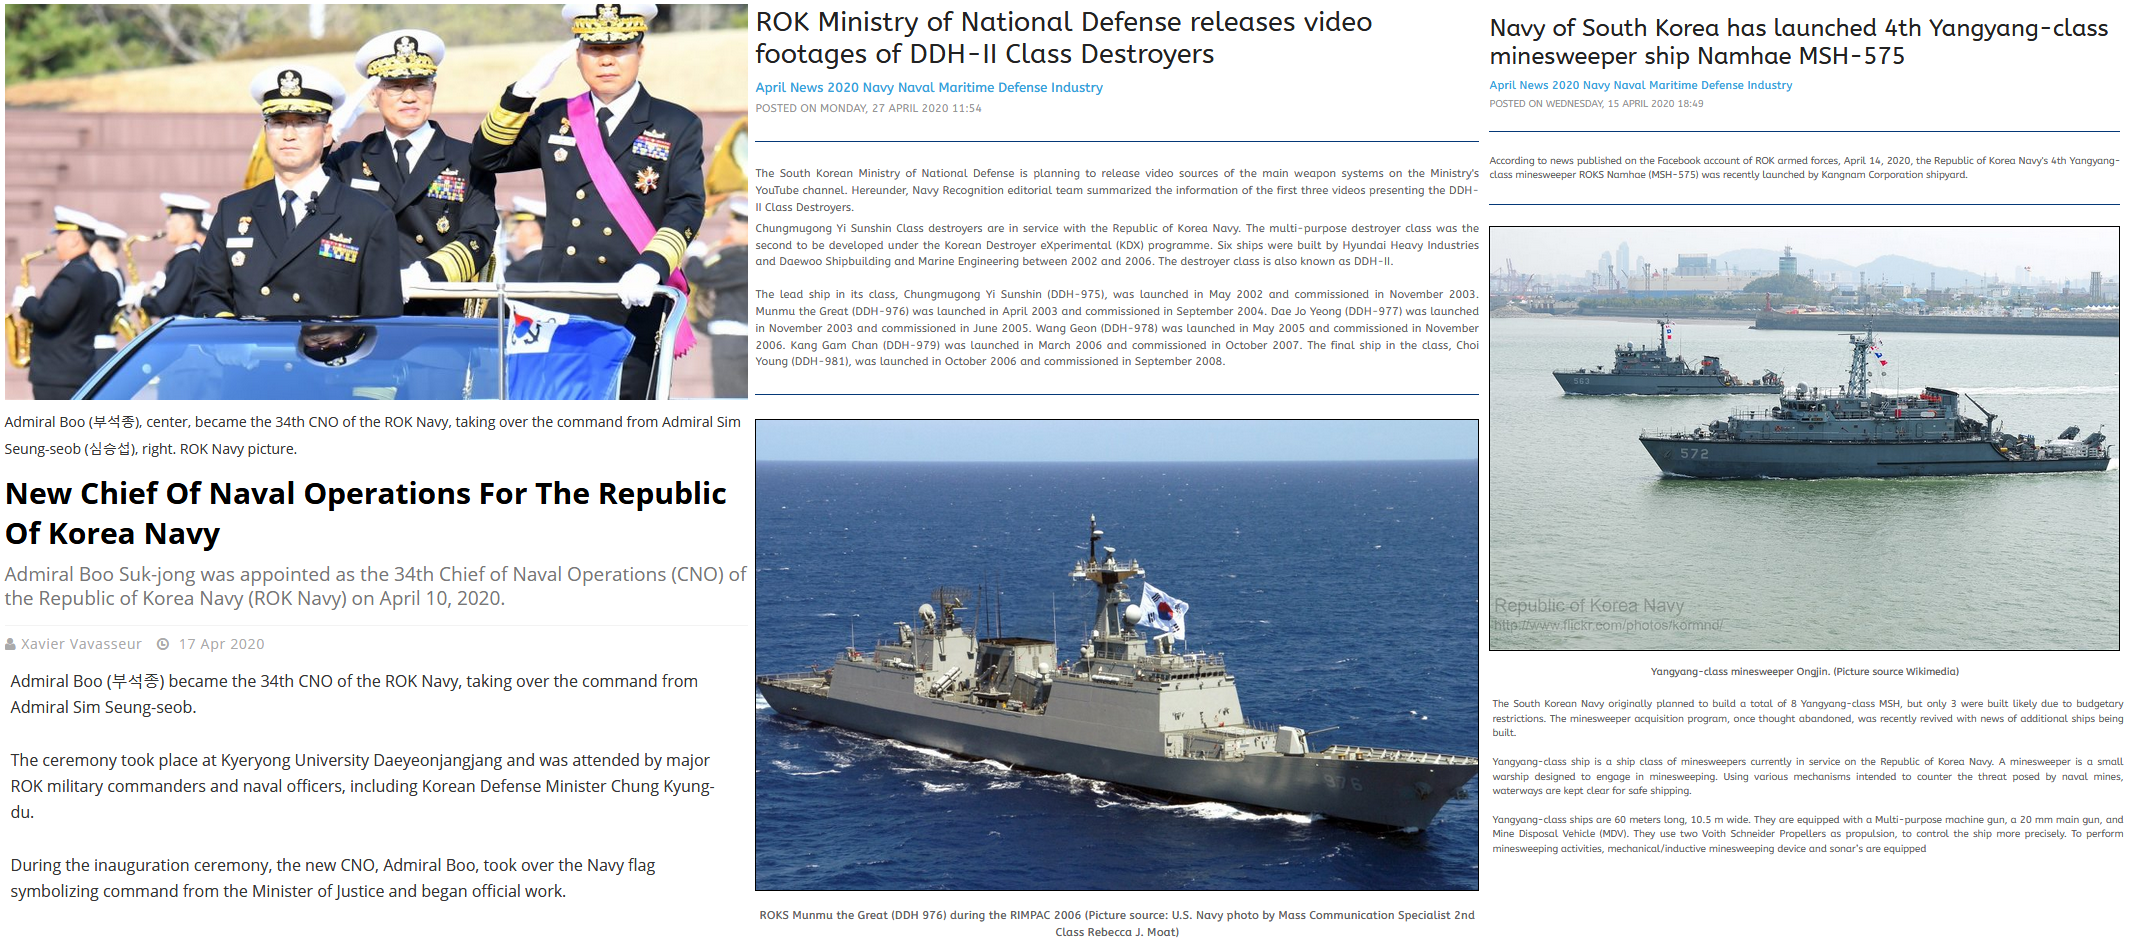 Admiral Boo (부석종), center, became the 34th CNO of the ROK Navy, taking over the command from Admiral Sim
Seung-seob (심승섭), right. ROK Navy picture.
New Chief Of Naval Operations For The Republic
Of Korea Navy
Admiral Boo Suk-jong was appointed as the 34th Chief of Naval Operations (CNO) of
the Republic of Korea Navy (ROK Navy) on April 10, 2020.
Xavier Vavasseur 17 Apr 2020
Admiral Boo (부석종) became the 34th CNO of the ROK Navy, taking over the command from
Admiral Sim Seung-seob.
The ceremony took place at Kyeryong University Daeyeonjangjang and was attended by major
ROK military commanders and naval officers, including Korean Defense Minister Chung Kyung-
du.
During the inauguration ceremony, the new CNO, Admiral Boo, took over the Navy flag
symbolizing command from the Minister of Justice and began official work.
ROK Ministry of National Defense releases video
footages of DDH-II Class Destroyers
April News 2020 Navy Naval Maritime Defense Industry
POSTED ON MONDAY, 27 APRIL 2020 11:54
The South Korean Ministry of National Defense is planning to release video sources of the main weapon systems on the Ministry's
YouTube channel. Hereunder, Navy Recognition editorial team summarized the information of the first three videos presenting the DDH-
II Class Destroyers.
Chungmugong Yi Sunshin Class destroyers are in service with the Republic of Korea Navy. The multi-purpose destroyer class was the
second to be developed under the Korean Destroyer eXperimental (KDX) programme. Six ships were built by Hyundai Heavy Industries
and Daewoo Shipbuilding and Marine Engineering between 2002 and 2006. The destroyer class is also known as DDH-II.
The lead ship in its class, Chungmugong Yi Sunshin (DDH-975), was launched in May 2002 and commissioned in November 2003.
Munmu the Great (DDH-976) was launched in April 2003 and commissioned in September 2004. Dae Jo Yeong (DDH-977) was launched
in November 2003 and commissioned in June 2005. Wang Geon (DDH-978) was launched in May 2005 and commissioned in November
2006. Kang Gam Chan (DDH-979) was launched in March 2006 and commissioned in October 2007. The final ship in the class, Choi
Young (DDH-981), was launched in October 2006 and commissioned in September 2008.
976
ROKS Munmu the Great (DDH 976) during the RIMPAC 2006 (Picture source: U.S. Navy photo by Mass Communication Specialist 2nd
Class Rebecca J. Moat)
Navy of South Korea has launched 4th Yangyang-class
minesweeper ship Namhae MSH-575
April News 2020 Navy Naval Maritime Defense Industry
POSTED ON WEDNESDAY, 15 APRIL 2020 18:49
According to news published on the Facebook account of ROK armed forces, April 14, 2020, the Republic of Korea Navy's 4th Yangyang-
class minesweeper ROKS Namhae (MSH-575) was recently launched by Kangnam Corporation shipyard.
563
572
Republic of Korea Navy
http://www.flickr.com/photos/kormnd/
Yangyang-class minesweeper Ongjin. (Picture source Wikimedia)
The South Korean Navy originally planned to build a total of 8 Yangyang-class MSH, but only 3 were built likely due to budgetary
restrictions. The minesweeper acquisition program, once thought abandoned, was recently revived with news of additional ships being
built.
Yangyang-class ship is a ship class of minesweepers currently in service on the Republic of Korea Navy. A minesweeper is a small
warship designed to engage in minesweeping. Using various mechanisms intended to counter the threat posed by naval mines,
waterways are kept clear for safe shipping.
Yangyang-class ships are 60 meters long, 10.5 m wide. They are equipped with a Multi-purpose machine gun, a 20 mm main gun, and
Mine Disposal Vehicle (MDV). They use two Voith Schneider Propellers as propulsion, to control the ship more precisely. To perform
minesweeping activities, mechanical/inductive minesweeping device and sonar's are equipped